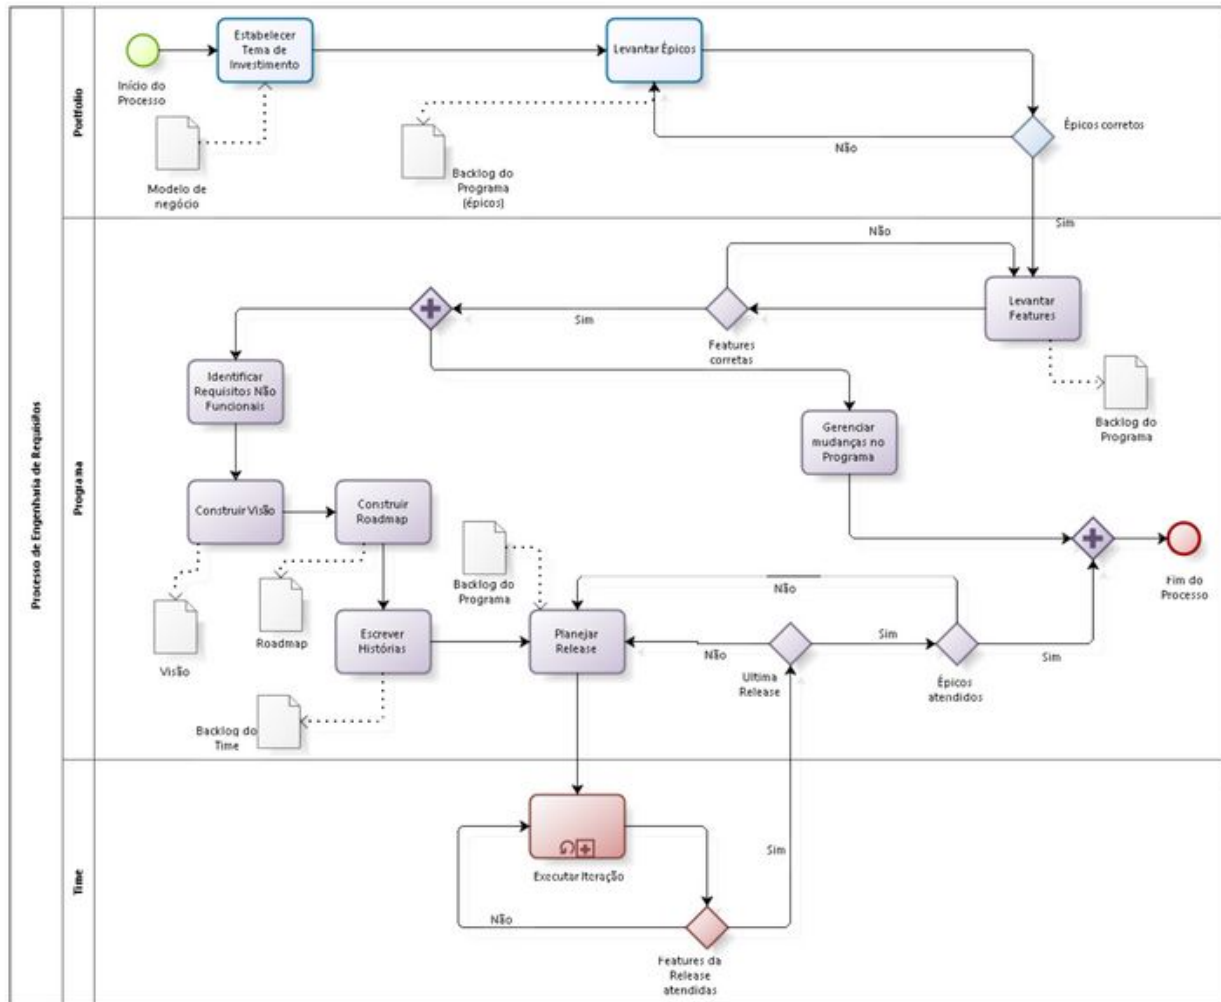 Processo de Engenharia de Requisitos
Portfolio
Estabelecer
Tema de
Investimento
Levantar Épicos
Início do
Processo
Épicos corretos
Não
Modelo de
negócio
Backlog do
Programa
(épicos)
Sim
Programa
Não
Levantar
Features
Sim
Features
corretas
Identificar
Requisitos Não
Funcionais
Gerenciar
mudanças no
Programa
Backlog do
Programa
Construir Visão
Construir
Roadmap
Backlog do
Programa
Não
Fim do
Processo
Escrever
Histórias
Planejar
Release
Não
Sim
Sim
Visão
Roadmap
Ultima
Release
Épicos
atendidos
Backlog do
Time
Time
Sim
Executar Iteração
Não
Features da
Release
atendidas